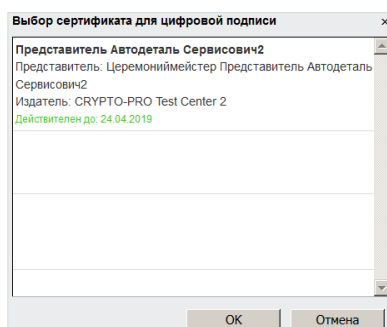 Выбор сертификата для цифровой подписи ×
Представитель Автодеталь Сервисович2
Представитель: Церемониймейстер Представитель Автодеталь
Сервисович2
Издатель: CRYPTO-PRO Test Center 2
Действителен до: 24.04.2019
OK Отмена